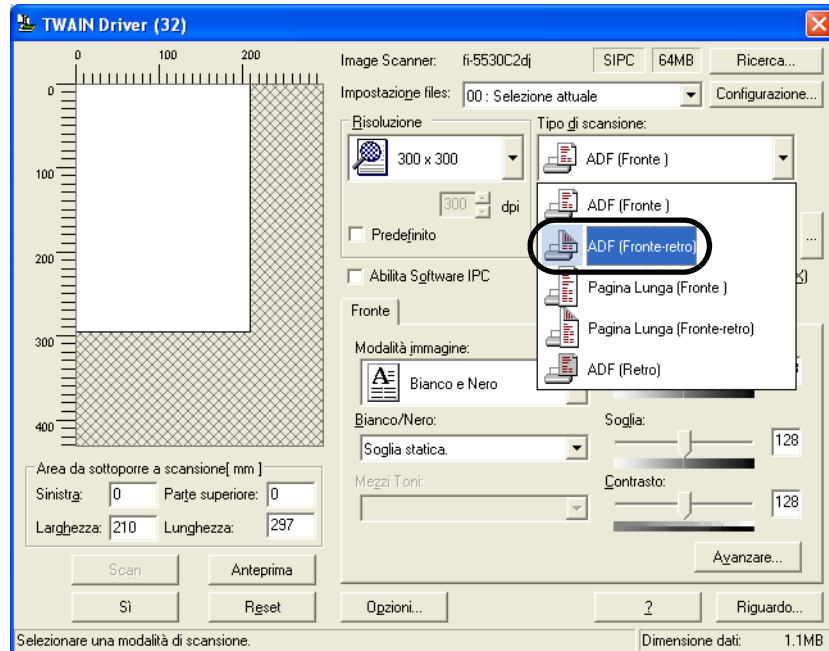 TWAIN Driver (32)
0 100 200
0
100
200
300
400
Image Scanner: fi-5530C2dj SIPC 64MB Ricerca...
Impostazione files: 00 : Selezione attuale Configurazione...
Risoluzione
300 x 300
300 dpi
Predefinito
Tipo di scansione:
ADF (Fronte )
ADF (Fronte )
ADF (Fronte-retro)
Pagina Lunga (Fronte )
Pagina Lunga (Fronte-retro)
ADF (Retro)
...
Abilita Software IPC
Fronte
Modalità immagine:
Bianco e Nero
Bianco/Nero:
Soglia statica.
Mezzi Toni:
Soglia:
128
Contrasto:
128
Avanzare...
Area da sottoporre a scansione[ mm ]
Sinistra: 0 Parte superiore: 0
Larghezza: 210 Lunghezza: 297
Scan Anteprima
Sì Reset Opzioni... ? Riguardo...
Selezionare una modalità di scansione. Dimensione dati: 1.1MB